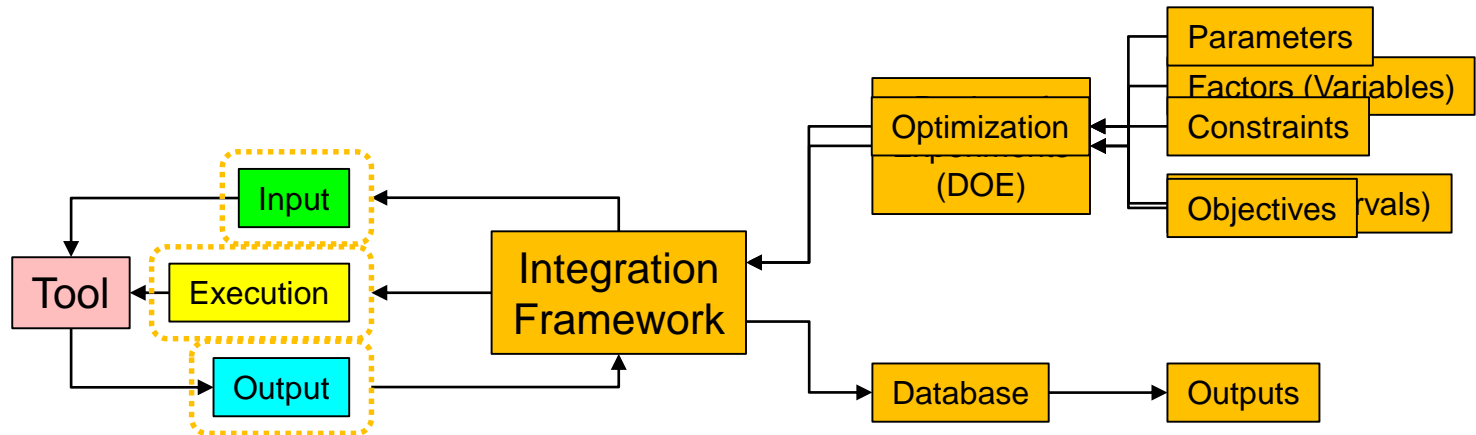 Parameters
Factors (Variables)
Optimization
Constraints
(DOE)
Input
Objectives
rvals)
Integration
Framework
Tool
Execution
Output
Database
Outputs